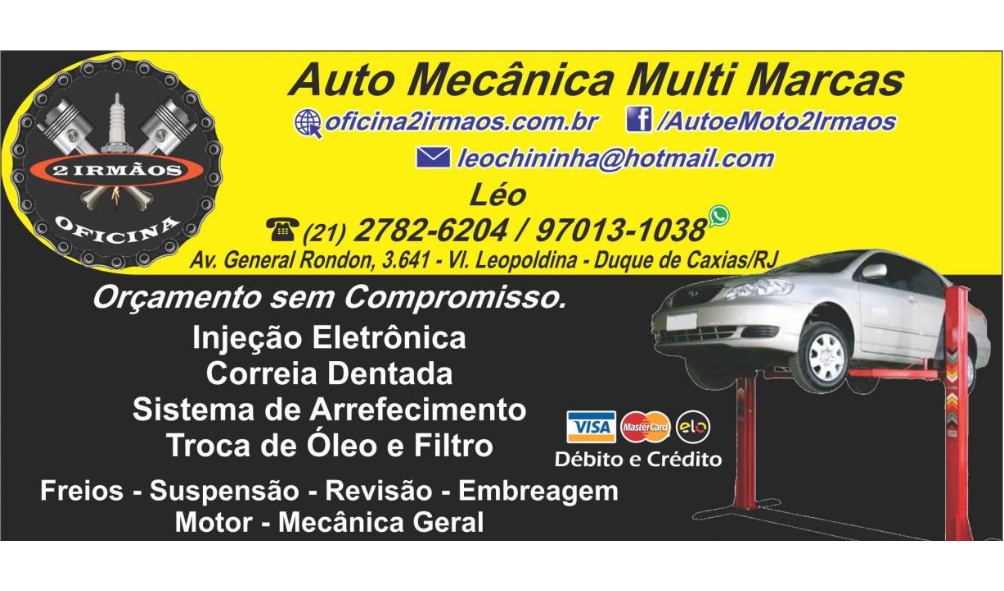 Auto Mecânica Multi Marcas
oficina2irmaos.com.br /AutoeMoto2Irmaos
leochininha@hotmail.com
Léo
(21) 2782-6204 / 97013-1038
Av. General Rondon, 3.641 - Vl. Leopoldina - Duque de Caxias/RJ
2 IRMÃOS
OFICINA
Orçamento sem Compromisso.
Injeção Eletrônica
Correia Dentada
Sistema de Arrefecimento
Troca de Óleo e Filtro
Freios - Suspensão - Revisão - Embreagem
Motor - Mecânica Geral
VISA MasterCard elo
Débito e Crédito